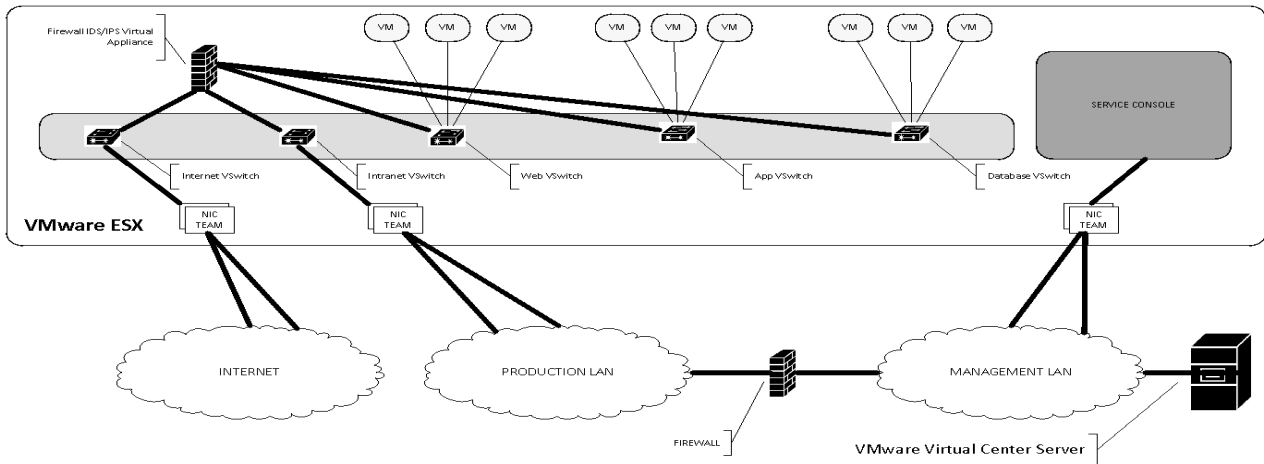 Firewall IDS/IPS Virtual
Appliance
VM
VM
VM
VM
VM
VM
VM
VM
VM
SERVICE CONSOLE
Internet VSwitch
Intranet VSwitch
Web VSwitch
App VSwitch
Database VSwitch
VMware ESX
NIC
TEAM
NIC
TEAM
NIC
TEAM
INTERNET
PRODUCTION LAN
MANAGEMENT LAN
FIREWALL
VMware Virtual Center Server